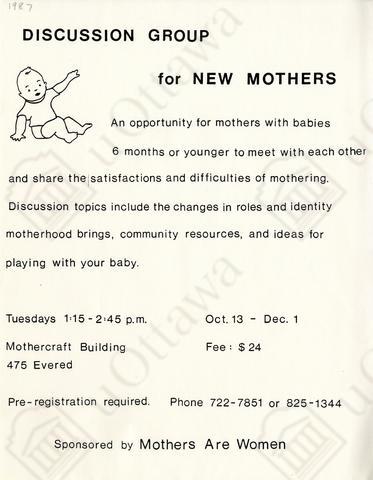 1987
DISCUSSION GROUP
for NEW MOTHERS
An opportunity for mothers with babies
6 months or younger to meet with each other
and share the satisfactions and difficulties of mothering.
Discussion topics include the changes in roles and identity
motherhood brings, community resources, and ideas for
playing with your baby.
Tuesdays 1:15 - 2:45 p.m. Oct. 13 - Dec. 1
Mothercraft Building Fee: $24
475 Evered
Pre-registration required. Phone 722-7851 or 825-1344
Sponsored by Mothers Are Women
uOttawa
uOttawa
uOttawa